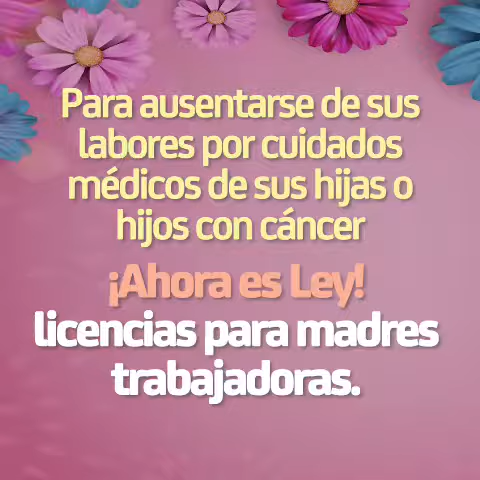 Para ausentarse de sus
labores por cuidados
médicos de sus hijas o
hijos con cáncer
¡Ahora es Ley!
licencias para madres
trabajadoras.